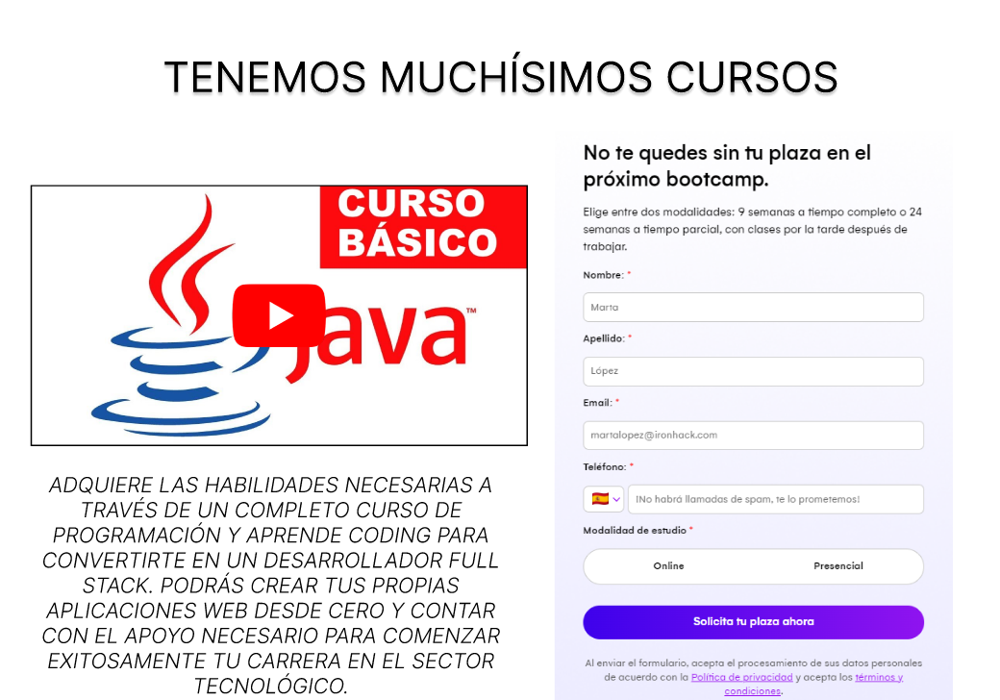 TENEMOS MUCHÍSIMOS CURSOS
CURSO
BÁSICO
Java™
ADQUIERE LAS HABILIDADES NECESARIAS A
TRAVÉS DE UN COMPLETO CURSO DE
PROGRAMACIÓN Y APRENDE CODING PARA
CONVERTIRTE EN UN DESARROLLADOR FULL
STACK. PODRÁS CREAR TUS PROPIAS
APLICACIONES WEB DESDE CERO Y CONTAR
CON EL APOYO NECESARIO PARA COMENZAR
EXITOSAMENTE TU CARRERA EN EL SECTOR
TECNOLÓGICO.
No te quedes sin tu plaza en el
próximo bootcamp.
Elige entre dos modalidades: 9 semanas a tiempo completo o 24
semanas a tiempo parcial, con clases por la tarde después de
trabajar.
Nombre: *
Marta
Apellido: *
López
Email: *
martalopez@ironhack.com
Teléfono: *
¡No habrá llamadas de spam, te lo prometemos!
Modalidad de estudio *
Online Presencial
Solicita tu plaza ahora
Al enviar el formulario, acepta el procesamiento de sus datos personales
de acuerdo con la Política de privacidad y acepta los términos y
condiciones.